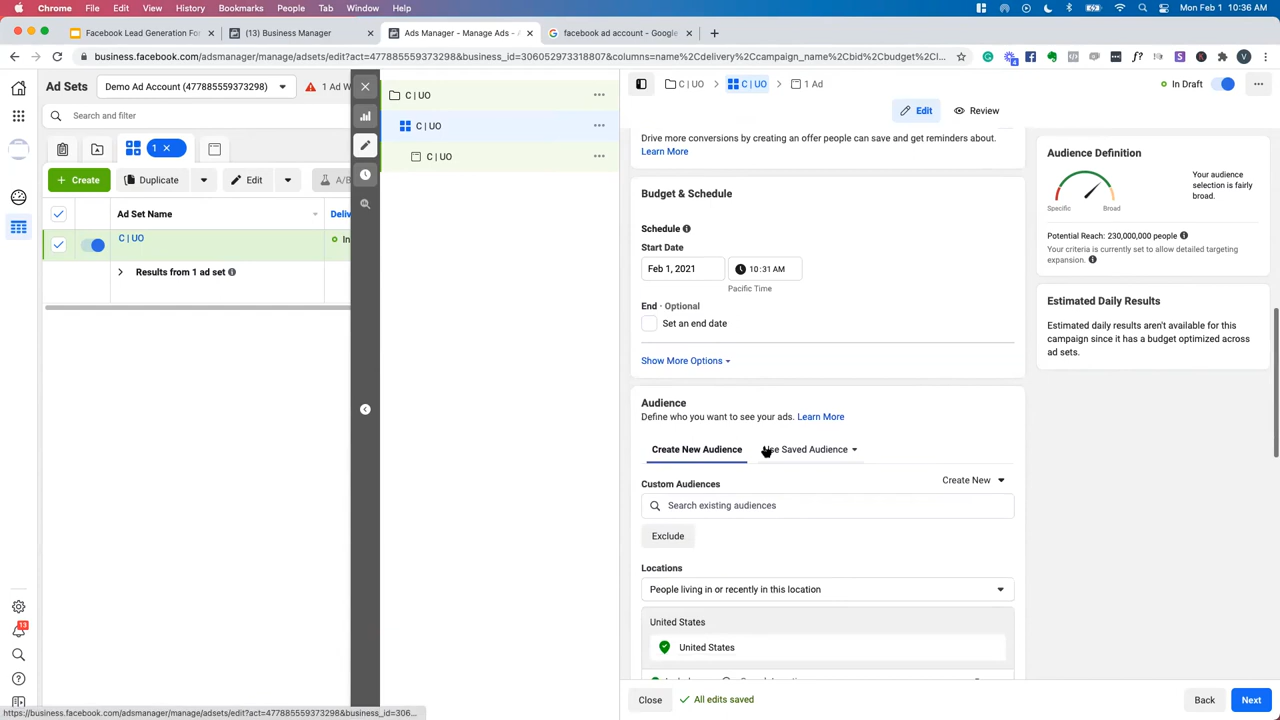 Chrome File Edit View History Bookmarks People Tab Window Help
Mon Feb 1 10:36 AM
Facebook Lead Generation For
(13) Business Manager
Ads Manager - Manage Ads - A
facebook ad account - Google
business.facebook.com/adsmanager/manage/adsets/edit?act=477885559373298&business_id=306052973318807&columns=name%2Cdelivery%2Ccampaign_name%2Cbid%2Cbudget%2Cl...
Ad Sets
Demo Ad Account (477885559373298)
1 Ad W
Search and filter
1
Create
Duplicate
Edit
A/B
Ad Set Name
Deliv
C | UO
In
Results from 1 ad set
13
C | UO
C | UO
C | UO
C | UO
C | UO
1 Ad
In Draft
Edit
Review
Drive more conversions by creating an offer people can save and get reminders about.
Learn More
Budget & Schedule
Schedule
Start Date
Feb 1, 2021
10:31 AM
Pacific Time
End · Optional
Set an end date
Show More Options
Audience
Define who you want to see your ads. Learn More
Create New Audience
Use Saved Audience
Custom Audiences
Create New
Search existing audiences
Exclude
Locations
People living in or recently in this location
United States
United States
Close
All edits saved
Back
Next
Audience Definition
Specific
Broad
Your audience
selection is fairly
broad.
Potential Reach: 230,000,000 people
Your criteria is currently set to allow detailed targeting
expansion.
Estimated Daily Results
Estimated daily results aren't available for this
campaign since it has a budget optimized across
ad sets.
https://business.facebook.com/adsmanager/manage/adsets/edit?act=477885559373298&business_id=306...